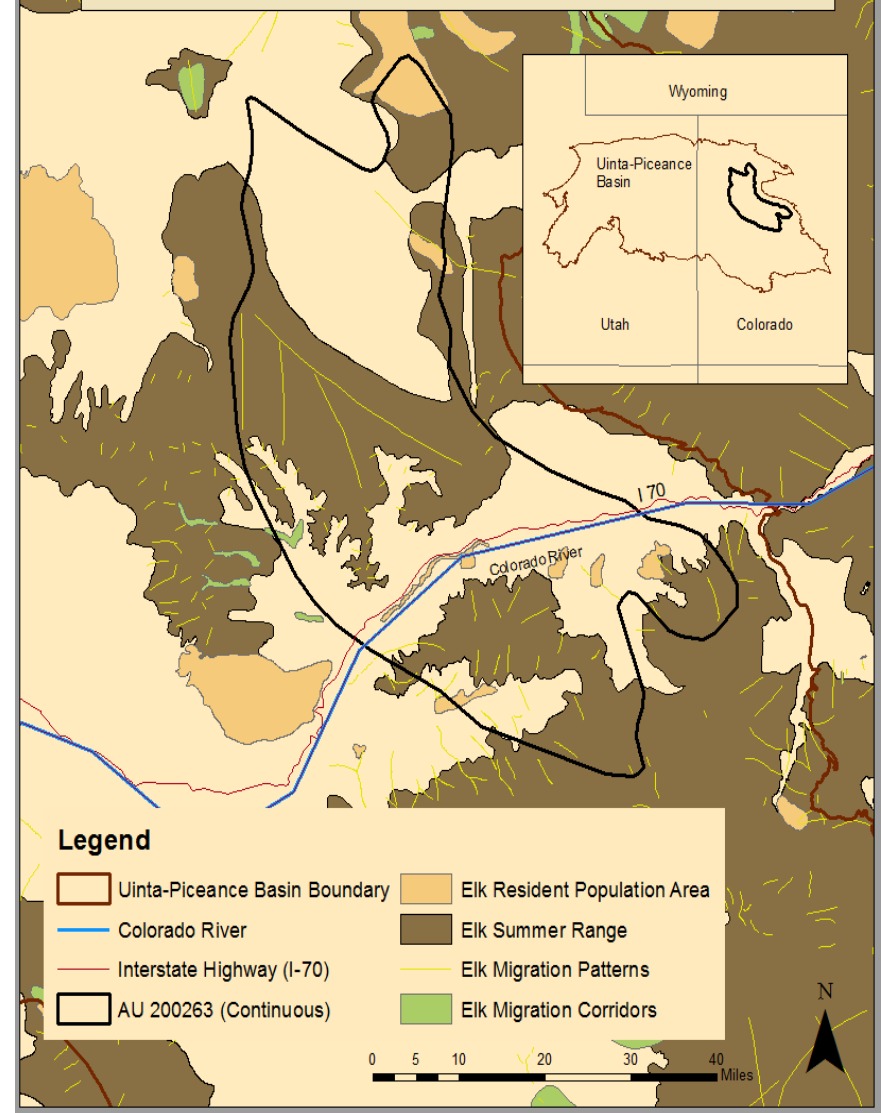 Wyoming
Uinta-Piceance
Basin
Utah
Colorado
I 70
Colorado River
Legend
Uinta-Piceance Basin Boundary
Colorado River
Interstate Highway (I-70)
AU 200263 (Continuous)
Elk Resident Population Area
Elk Summer Range
Elk Migration Patterns
Elk Migration Corridors
N
0 5 10 20 30 40
Miles